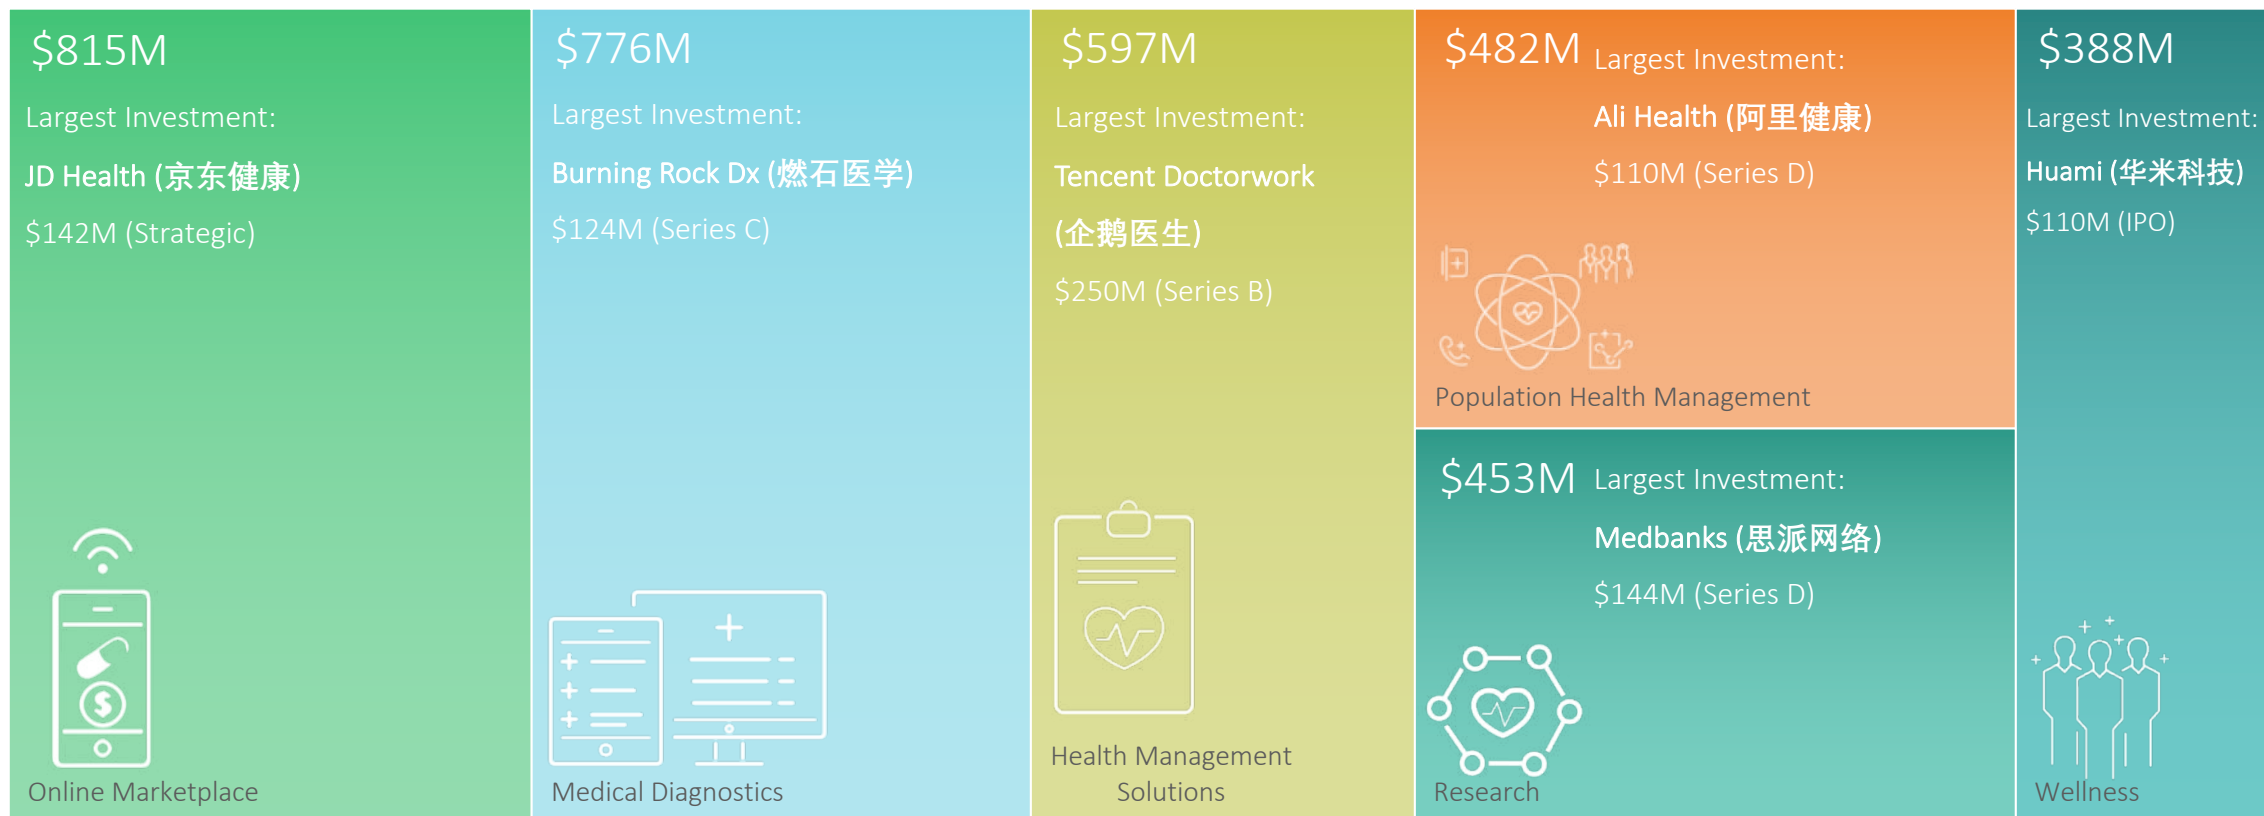 $815M
Largest Investment:
JD Health (京东健康)
$142M (Strategic)
Online Marketplace
$776M
Largest Investment:
Burning Rock Dx (燃石医学)
$124M (Series C)
Medical Diagnostics
$597M
Largest Investment:
Tencent Doctorwork
(企鹅医生)
$250M (Series B)
Health Management
Solutions
$482M
Largest Investment:
Ali Health (阿里健康)
$110M (Series D)
Population Health Management
$453M
Largest Investment:
Medbanks (思派网络)
$144M (Series D)
Research
$388M
Largest Investment:
Huami (华米科技)
$110M (IPO)
Wellness